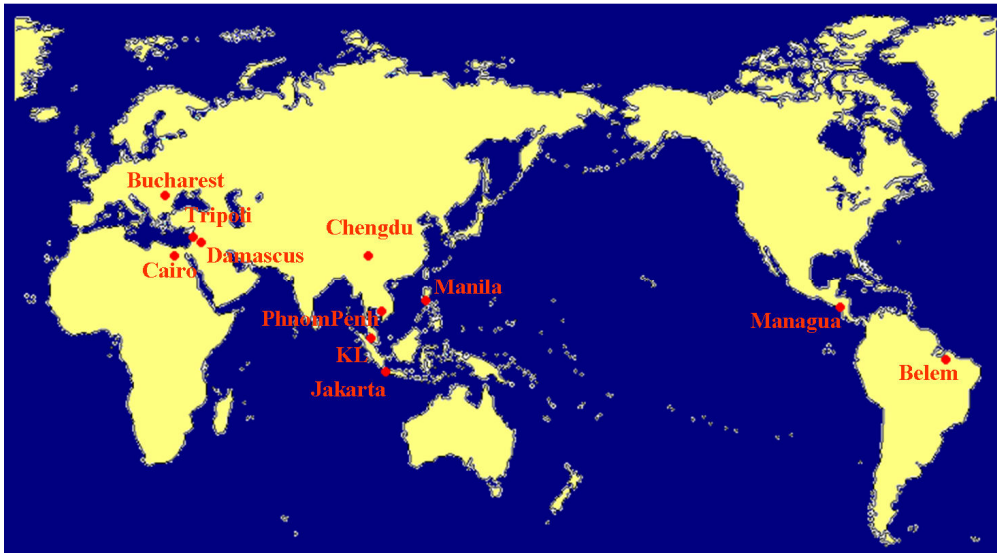 Bucharest
Tripoli
Chengdu
Damascus
Cairo
Manila
PhnomPenh
Managua
KL
Belem
Jakarta